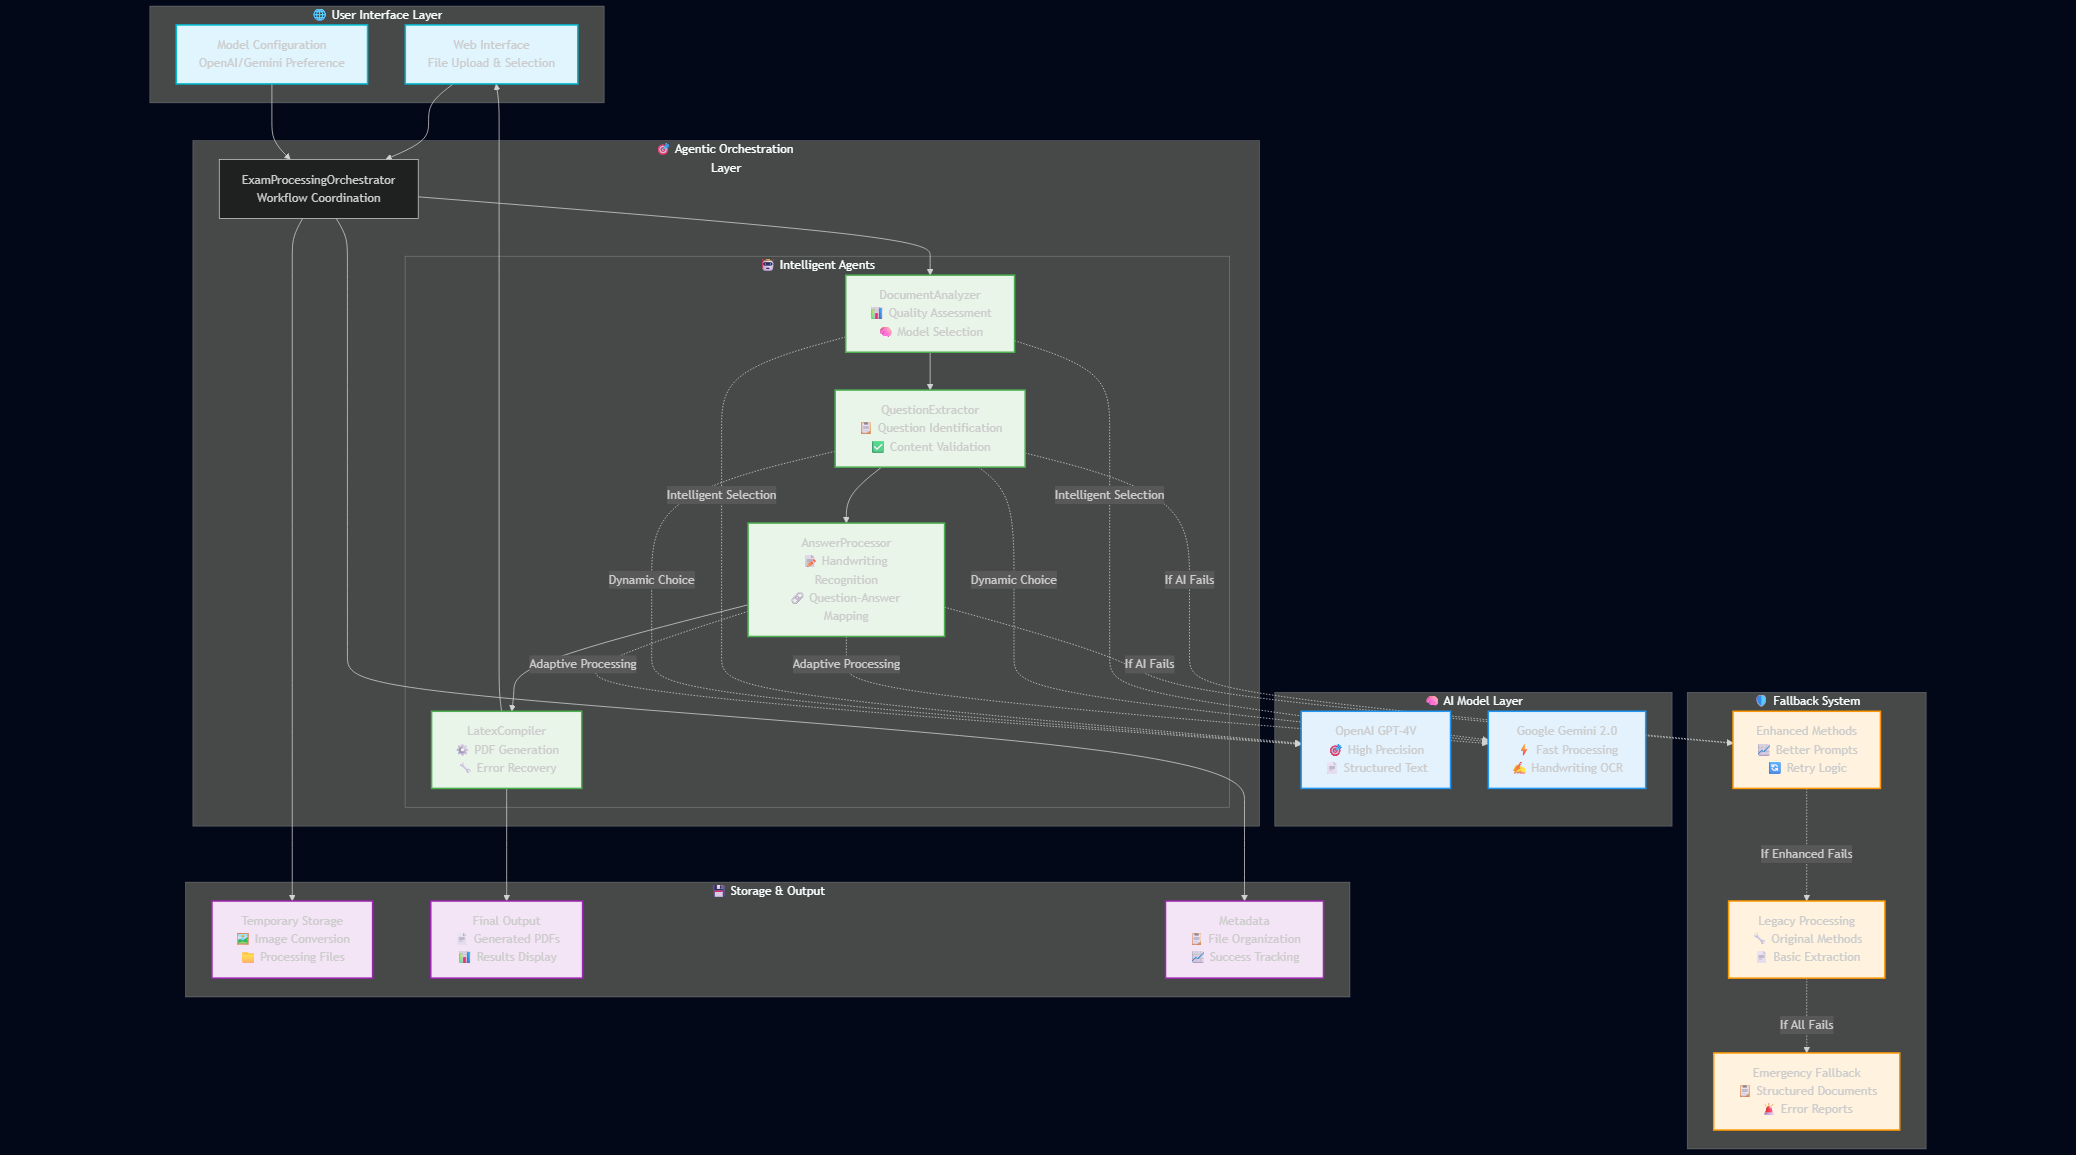 🌐 User Interface Layer
Model Configuration
OpenAI/Gemini Preference
Web Interface
File Upload & Selection
🎯 Agentic Orchestration
Layer
ExamProcessingOrchestrator
Workflow Coordination
🤖 Intelligent Agents
DocumentAnalyzer
📊 Quality Assessment
🧠 Model Selection
QuestionExtractor
📋 Question Identification
✅ Content Validation
Intelligent Selection
Intelligent Selection
AnswerProcessor
📝 Handwriting
Recognition
🔗 Question-Answer
Mapping
Dynamic Choice
Dynamic Choice
If AI Fails
Adaptive Processing
Adaptive Processing
If AI Fails
LatexCompiler
⚙️ PDF Generation
🔧 Error Recovery
🧠 AI Model Layer
OpenAI GPT-4V
🎯 High Precision
📄 Structured Text
Google Gemini 2.0
⚡ Fast Processing
✍️ Handwriting OCR
🛡️ Fallback System
Enhanced Methods
📈 Better Prompts
🔄 Retry Logic
If Enhanced Fails
Legacy Processing
🔧 Original Methods
📄 Basic Extraction
If All Fails
Emergency Fallback
📋 Structured Documents
🚨 Error Reports
💾 Storage & Output
Temporary Storage
🖼️ Image Conversion
📁 Processing Files
Final Output
📄 Generated PDFs
📊 Results Display
Metadata
📋 File Organization
📈 Success Tracking